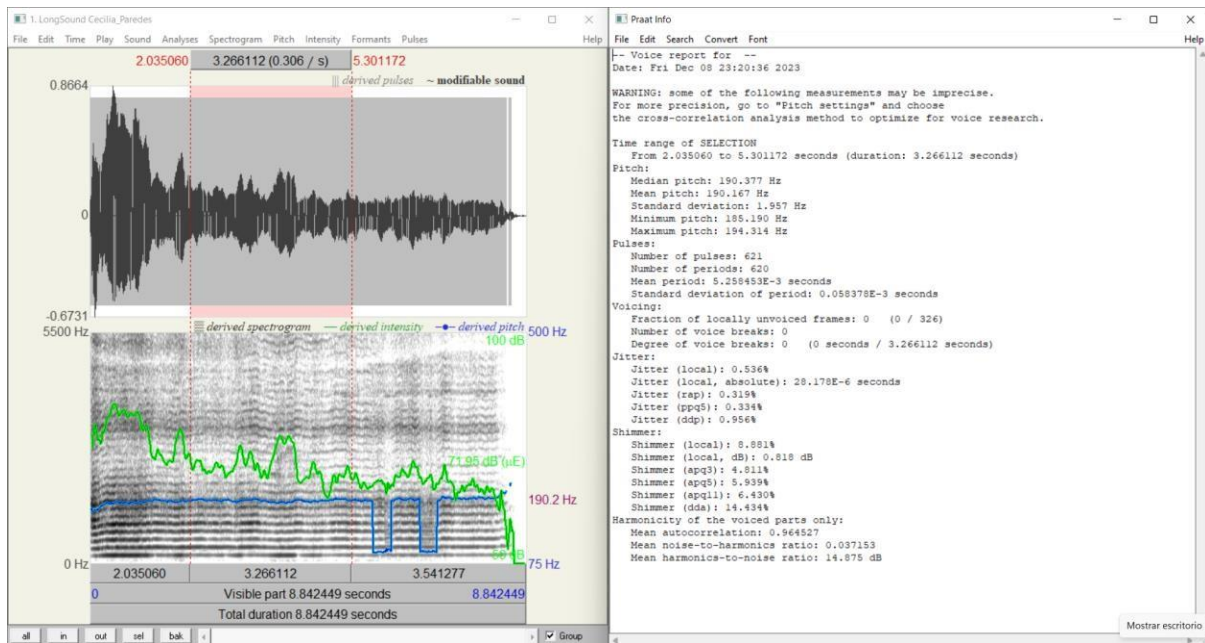 1. LongSound Cecilia_Paredes
File Edit Time Play Sound Analyses Spectrogram Pitch Intensity Formants Pulses Help
2.035060 3.266112 (0.306 / s) 5.301172
derived pulses ~ modifiable sound
0.8664
0
-0.6731
5500 Hz derived spectrogram derived intensity derived pitch 500 Hz
100 dB
71.95 dB (µE)
190.2 Hz
50 dB
0 Hz 75 Hz
2.035060 3.266112 3.541277
0 Visible part 8.842449 seconds 8.842449
Total duration 8.842449 seconds
all in out sel bak Group
Praat Info
File Edit Search Convert Font Help
-- Voice report for --
Date: Fri Dec 08 23:20:36 2023
WARNING: some of the following measurements may be imprecise.
For more precision, go to "Pitch settings" and choose
the cross-correlation analysis method to optimize for voice research.
Time range of SELECTION
From 2.035060 to 5.301172 seconds (duration: 3.266112 seconds)
Pitch:
Median pitch: 190.377 Hz
Mean pitch: 190.167 Hz
Standard deviation: 1.957 Hz
Minimum pitch: 185.190 Hz
Maximum pitch: 194.314 Hz
Pulses:
Number of pulses: 621
Number of periods: 620
Mean period: 5.258453E-3 seconds
Standard deviation of period: 0.058378E-3 seconds
Voicing:
Fraction of locally unvoiced frames: 0 (0 / 326)
Number of voice breaks: 0
Degree of voice breaks: 0 (0 seconds / 3.266112 seconds)
Jitter:
Jitter (local): 0.536%
Jitter (local, absolute): 28.178E-6 seconds
Jitter (rap): 0.319%
Jitter (ppq5): 0.334%
Jitter (ddp): 0.956%
Shimmer:
Shimmer (local): 8.881%
Shimmer (local, dB): 0.818 dB
Shimmer (apq3): 4.811%
Shimmer (apq5): 5.939%
Shimmer (apq11): 6.430%
Shimmer (dda): 14.434%
Harmonicity of the voiced parts only:
Mean autocorrelation: 0.964527
Mean noise-to-harmonics ratio: 0.037153
Mean harmonics-to-noise ratio: 14.875 dB
Mostrar escritorio